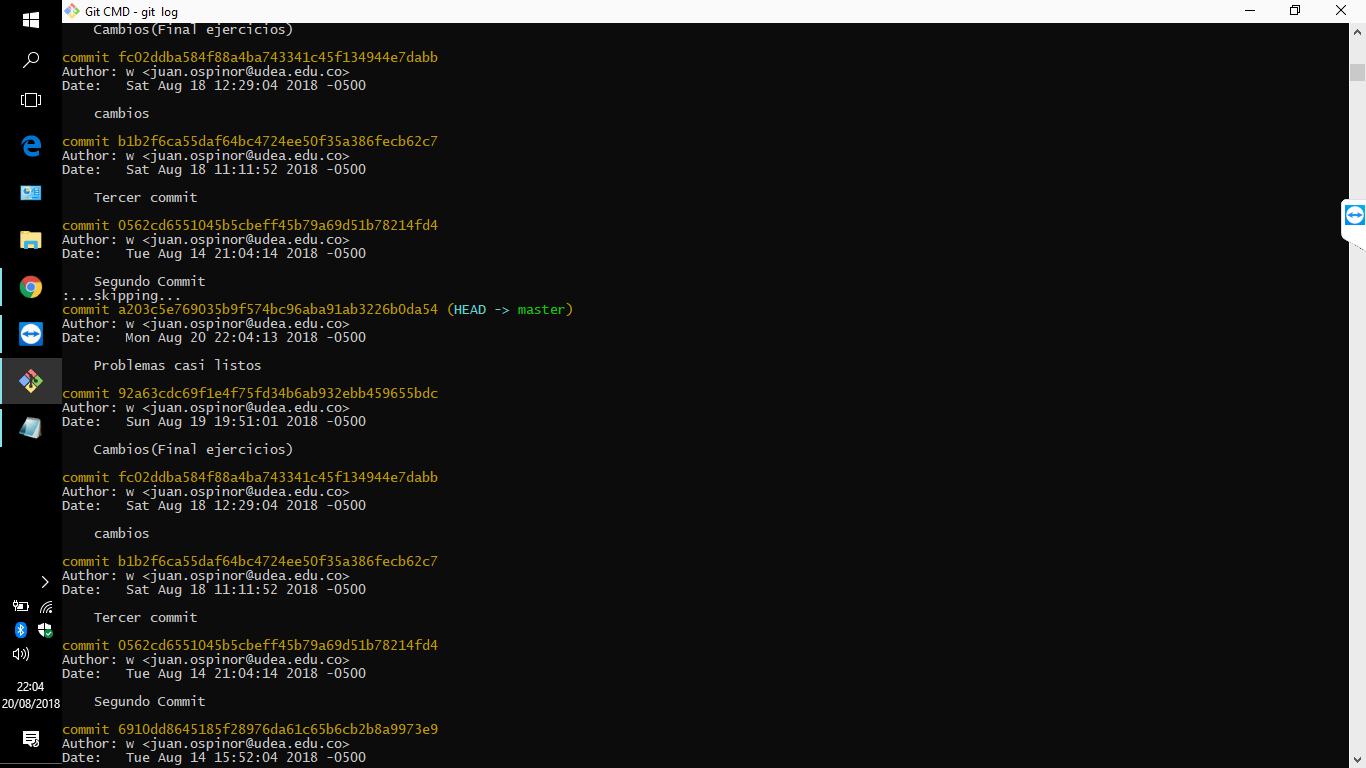 Git CMD - git  log
Cambios(Final ejercicios)
commit fc02ddba584f88a4ba743341c45f134944e7dabb
Author: w <juan.ospinor@udea.edu.co>
Date:   Sat Aug 18 12:29:04 2018 -0500
cambios
commit b1b2f6ca55daf64bc4724ee50f35a386fecb62c7
Author: w <juan.ospinor@udea.edu.co>
Date:   Sat Aug 18 11:11:52 2018 -0500
Tercer commit
commit 0562cd6551045b5cbeff45b79a69d51b78214fd4
Author: w <juan.ospinor@udea.edu.co>
Date:   Tue Aug 14 21:04:14 2018 -0500
Segundo Commit
:...skipping...
commit a203c5e769035b9f574bc96aba91ab3226b0da54 (HEAD -> master)
Author: w <juan.ospinor@udea.edu.co>
Date:   Mon Aug 20 22:04:13 2018 -0500
Problemas casi listos
commit 92a63cdc69f1e4f75fd34b6ab932ebb459655bdc
Author: w <juan.ospinor@udea.edu.co>
Date:   Sun Aug 19 19:51:01 2018 -0500
Cambios(Final ejercicios)
commit fc02ddba584f88a4ba743341c45f134944e7dabb
Author: w <juan.ospinor@udea.edu.co>
Date:   Sat Aug 18 12:29:04 2018 -0500
cambios
commit b1b2f6ca55daf64bc4724ee50f35a386fecb62c7
Author: w <juan.ospinor@udea.edu.co>
Date:   Sat Aug 18 11:11:52 2018 -0500
Tercer commit
commit 0562cd6551045b5cbeff45b79a69d51b78214fd4
Author: w <juan.ospinor@udea.edu.co>
Date:   Tue Aug 14 21:04:14 2018 -0500
Segundo Commit
commit 6910dd8645185f28976da61c65b6cb2b8a9973e9
Author: w <juan.ospinor@udea.edu.co>
Date:   Tue Aug 14 15:52:04 2018 -0500
22:04
20/08/2018